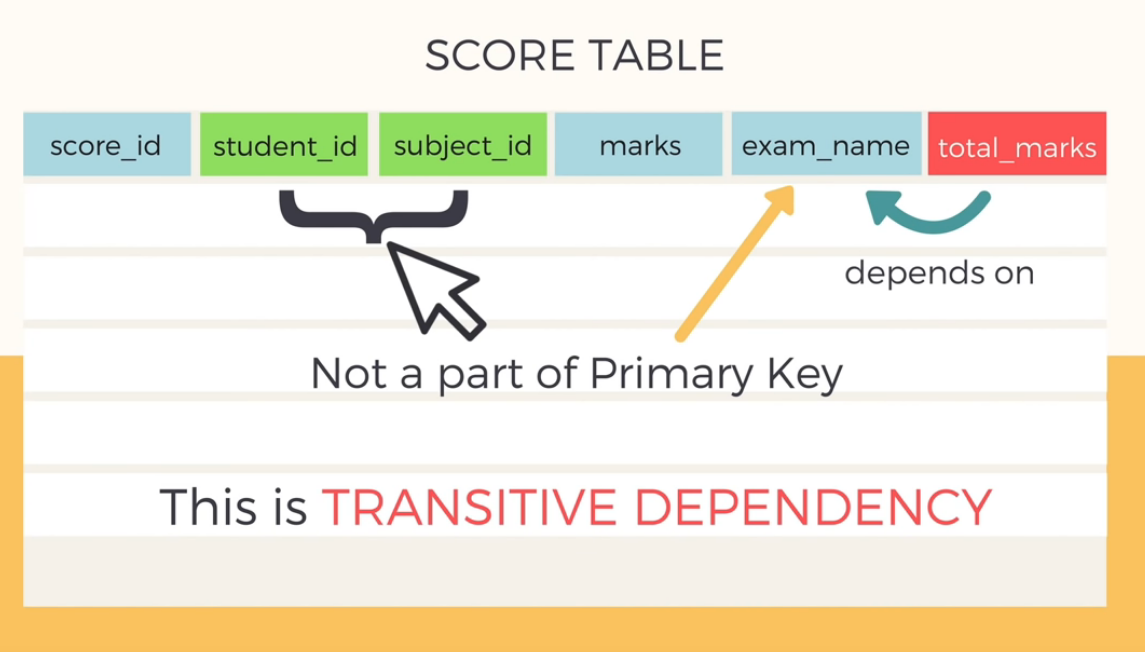 SCORE TABLE
score_id student_id subject_id marks exam_name total_marks
depends on
Not a part of Primary Key
This is TRANSITIVE DEPENDENCY